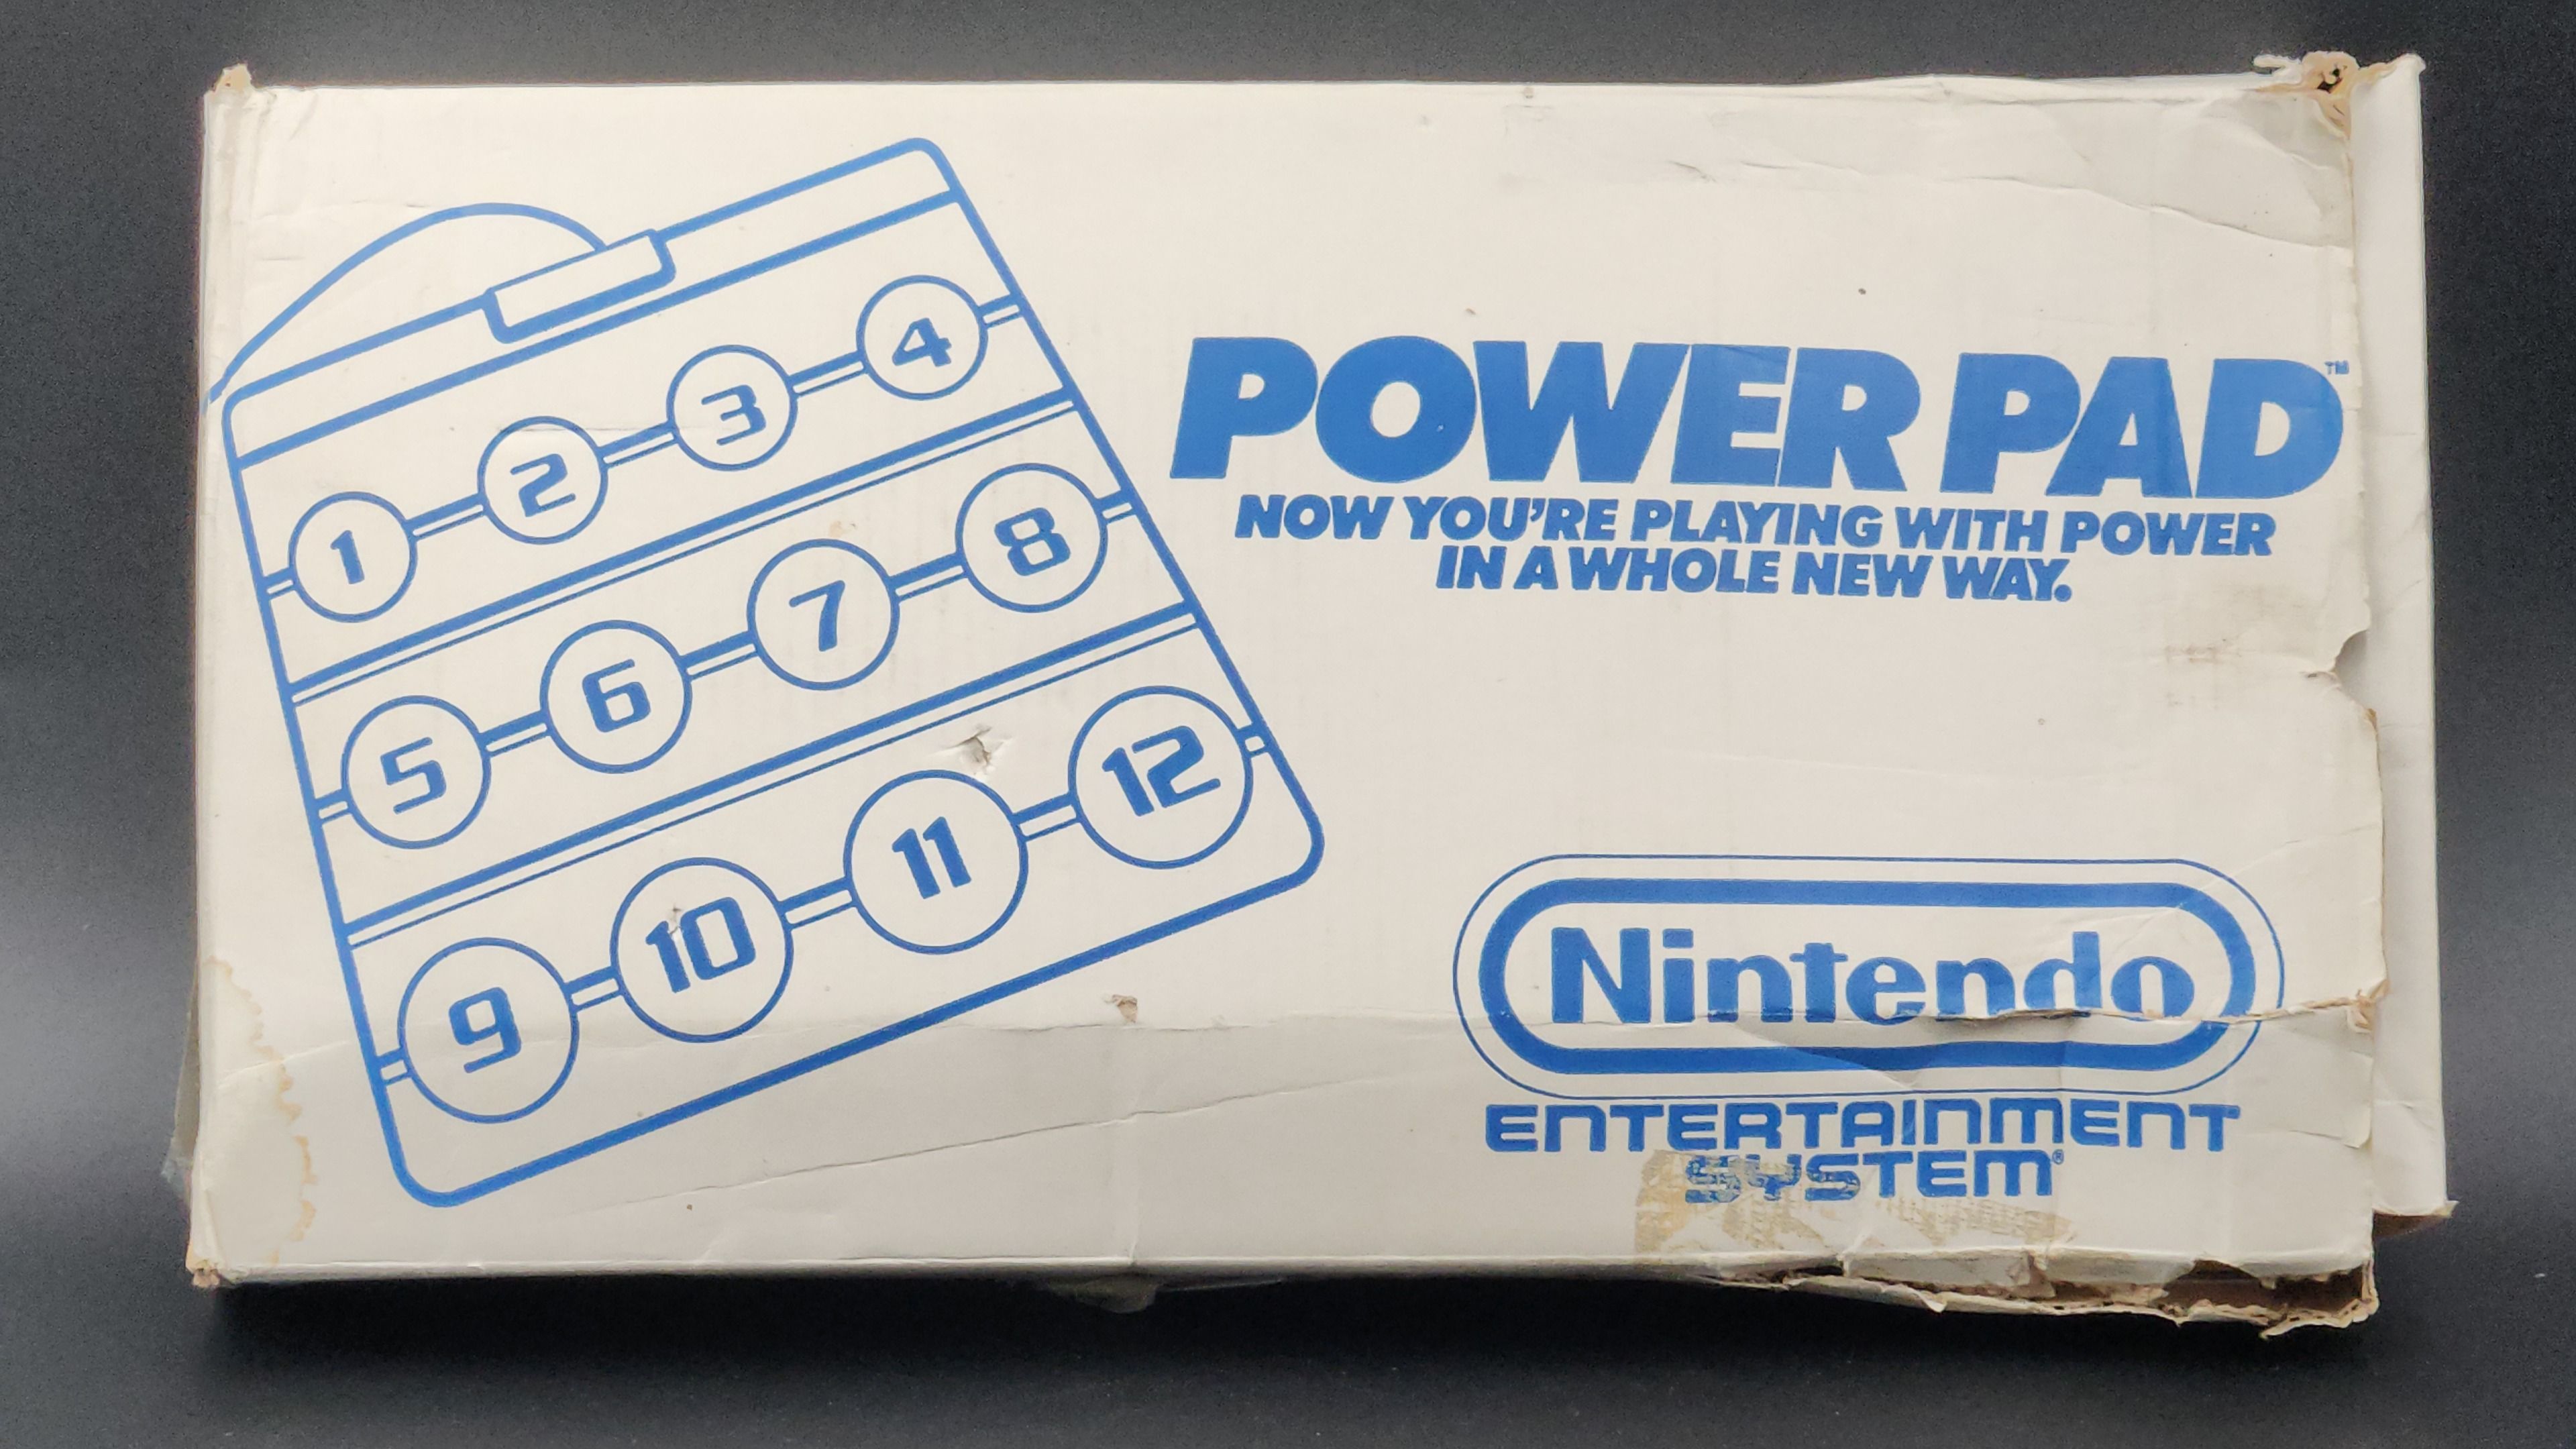 1 2 3 4
5 6 7 8
9 10 11 12
POWER PAD™
NOW YOU'RE PLAYING WITH POWER
IN A WHOLE NEW WAY.
Nintendo
ENTERTAINMENT
SYSTEM®